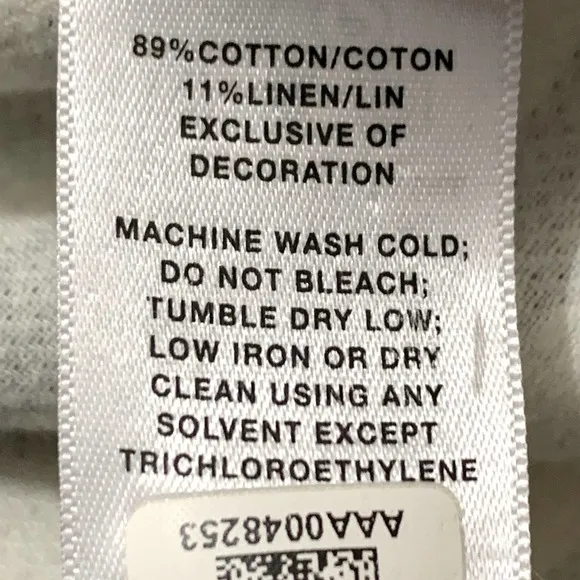 89%COTTON/COTON
11%LINEN/LIN
EXCLUSIVE OF
DECORATION
MACHINE WASH COLD;
DO NOT BLEACH;
TUMBLE DRY LOW;
LOW IRON OR DRY
CLEAN USING ANY
SOLVENT EXCEPT
TRICHLOROETHYLENE
AAA0048253